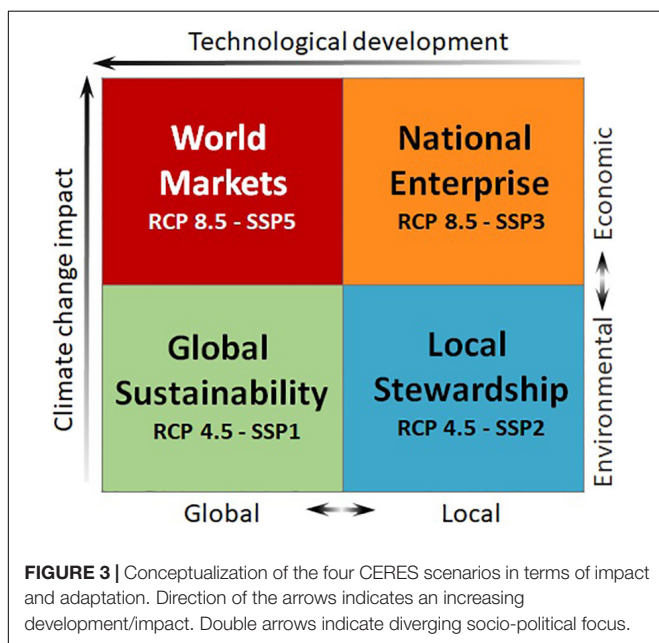 Technological development
Climate change impact
World
Markets
RCP 8.5 - SSP5
National
Enterprise
RCP 8.5 - SSP3
Economic
Environmental
Global
Sustainability
RCP 4.5 - SSP1
Local
Stewardship
RCP 4.5 - SSP2
Global
Local
FIGURE 3 | Conceptualization of the four CERES scenarios in terms of impact
and adaptation. Direction of the arrows indicates an increasing
development/impact. Double arrows indicate diverging socio-political focus.